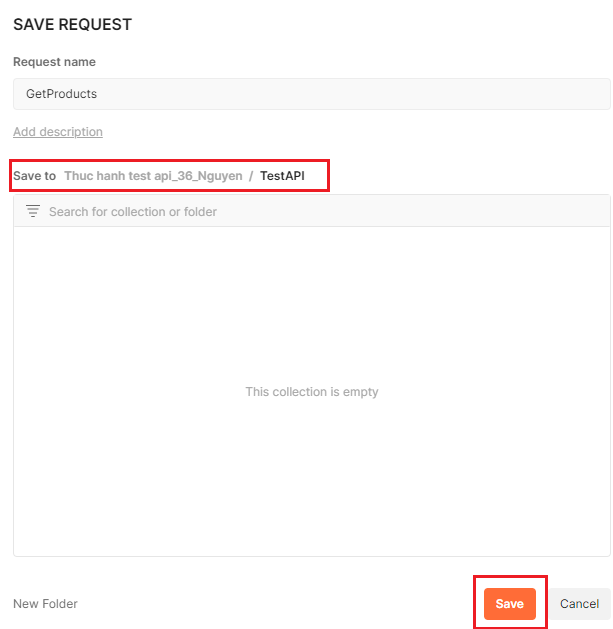 SAVE REQUEST
Request name
GetProducts
Add description
Save to Thuc hanh test api_36_Nguyen / TestAPI
Search for collection or folder
This collection is empty
New Folder Save Cancel